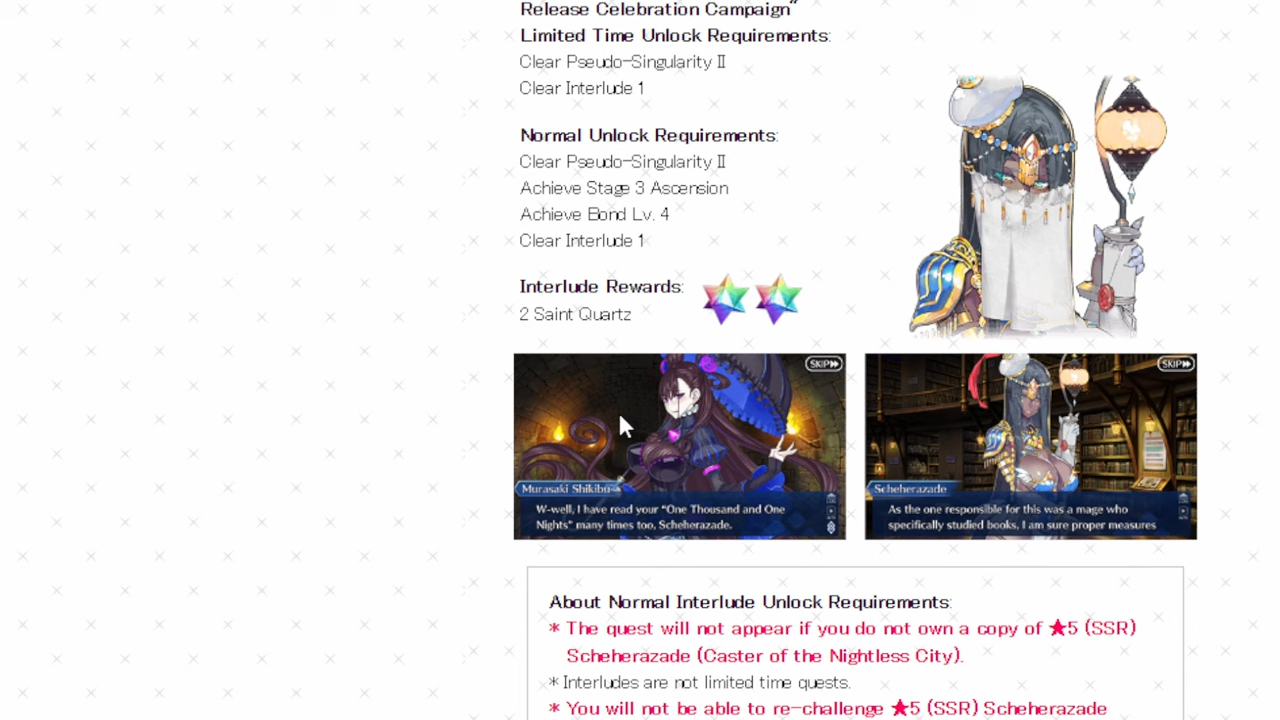 Release Celebration Campaign"
Limited Time Unlock Requirements:
Clear Pseudo-Singularity II
Clear Interlude 1
Normal Unlock Requirements:
Clear Pseudo-Singularity II
Achieve Stage 3 Ascension
Achieve Bond Lv. 4
Clear Interlude 1
Interlude Rewards:
2 Saint Quartz
SKIP
Murasaki Shikibu
W-well, I have read your "One Thousand and One
Nights" many times too, Scheherazade.
SKIP
Scheherazade
As the one responsible for this was a mage who
specifically studied books, I am sure proper measures
About Normal Interlude Unlock Requirements:
* The quest will not appear if you do not own a copy of ★5 (SSR)
Scheherazade (Caster of the Nightless City).
* Interludes are not limited time quests.
* You will not be able to re-challenge ★5 (SSR) Scheherazade